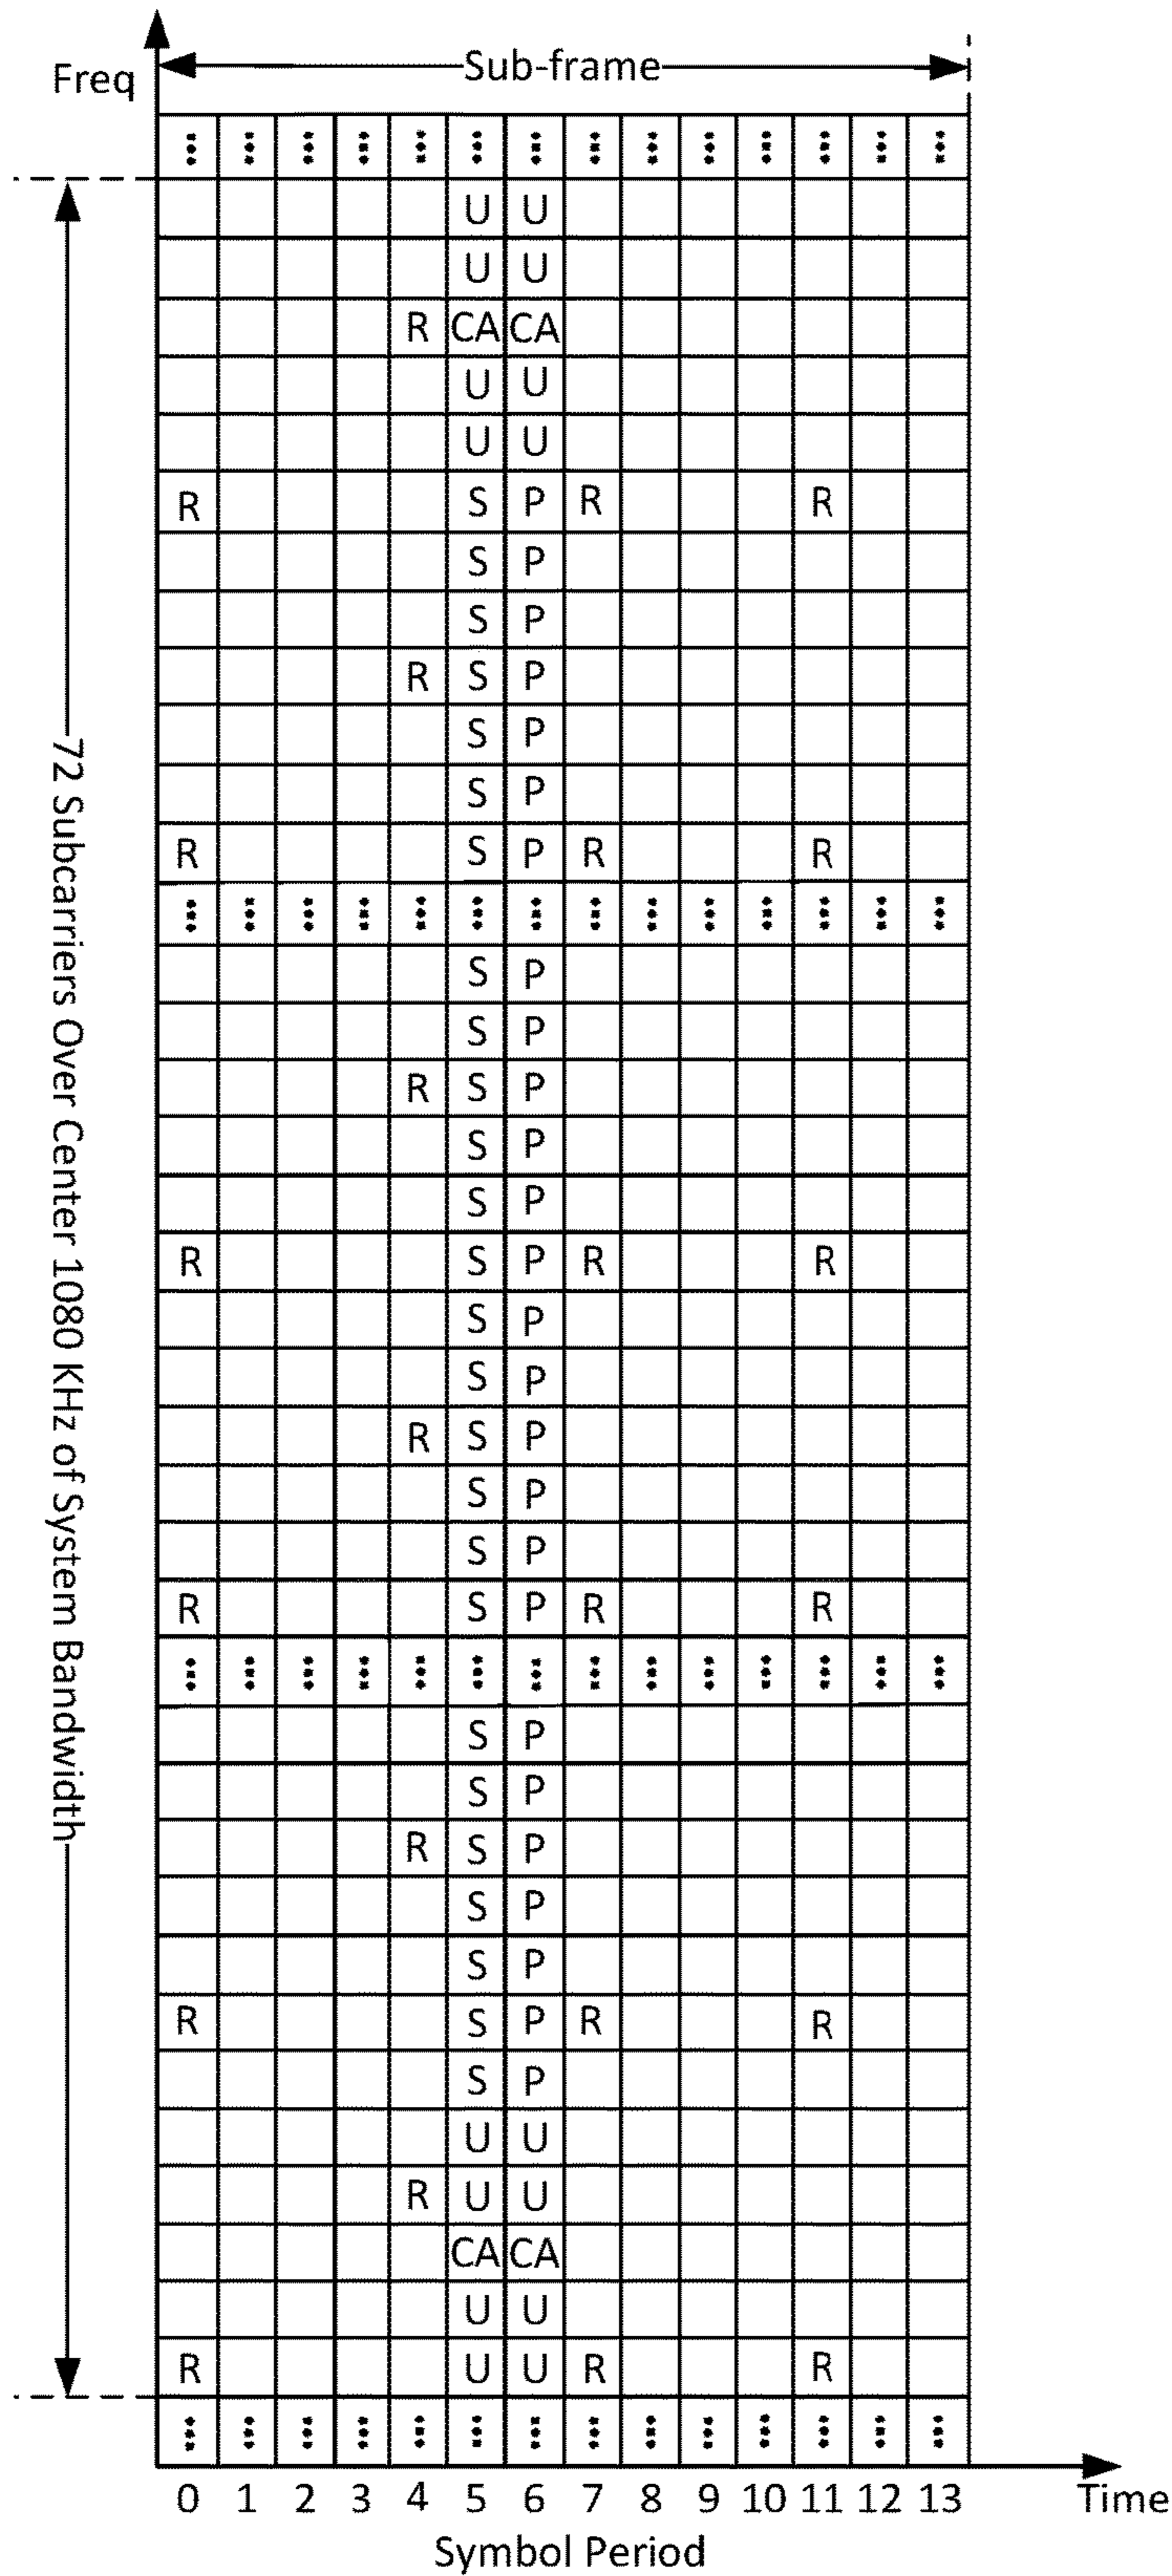 Freq
Sub-frame
U U
U U
R CA CA
U U
U U
R S P R R
S P
S P
R S P
S P
S P
R S P R R
S P
S P
R S P
S P
S P
R S P R R
S P
S P
R S P
S P
S P
R S P R R
S P
S P
R S P
S P
S P
R S P R R
S P
U U
R U U
CA CA
U U
R U U R R
72 Subcarriers Over Center 1080 KHz of System Bandwidth
0 1 2 3 4 5 6 7 8 9 10 11 12 13
Time
Symbol Period